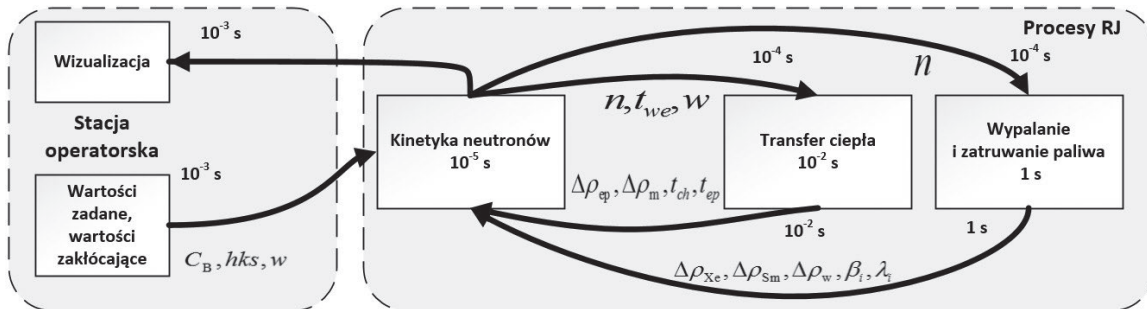 Procesy RJ
10⁻³ s
Wizualizacja
Stacja
operatorska
10⁻³ s
Wartości
zadane,
wartości
zakłócające
C_B, hks, w
10⁻⁴ s
10⁻⁴ s
n
n, t_we, w
Kinetyka neutronów
10⁻⁵ s
Transfer ciepła
10⁻² s
Wypalanie
i zatruwanie paliwa
1 s
Δρ_ep, Δρ_m, t_ch, t_ep
10⁻² s
1 s
Δρ_Xe, Δρ_Sm, Δρ_w, β_i, λ_i